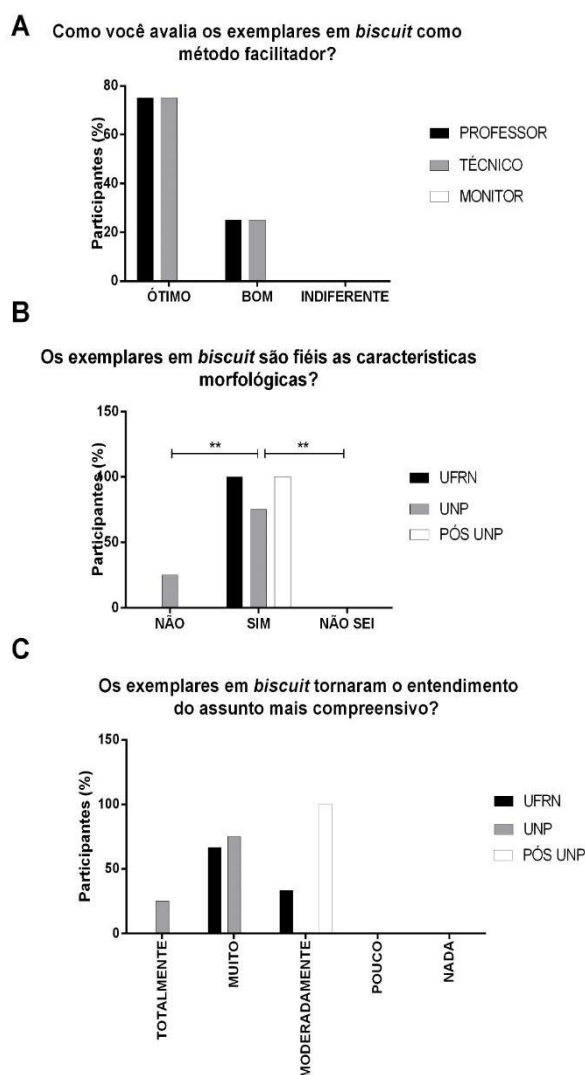 A
Como você avalia os exemplares em biscuit como
método facilitador?
Participantes (%)
80
60
40
20
0
ÓTIMO BOM INDIFERENTE
PROFESSOR
TÉCNICO
MONITOR
B
Os exemplares em biscuit são fiéis as características
morfológicas?
Participantes (%)
150
100
50
0
** **
NÃO SIM NÃO SEI
UFRN
UNP
PÓS UNP
C
Os exemplares em biscuit tornaram o entendimento
do assunto mais compreensivo?
Participantes (%)
150
100
50
0
TOTALMENTE
MUITO
MODERADAMENTE
POUCO
NADA
UFRN
UNP
PÓS UNP